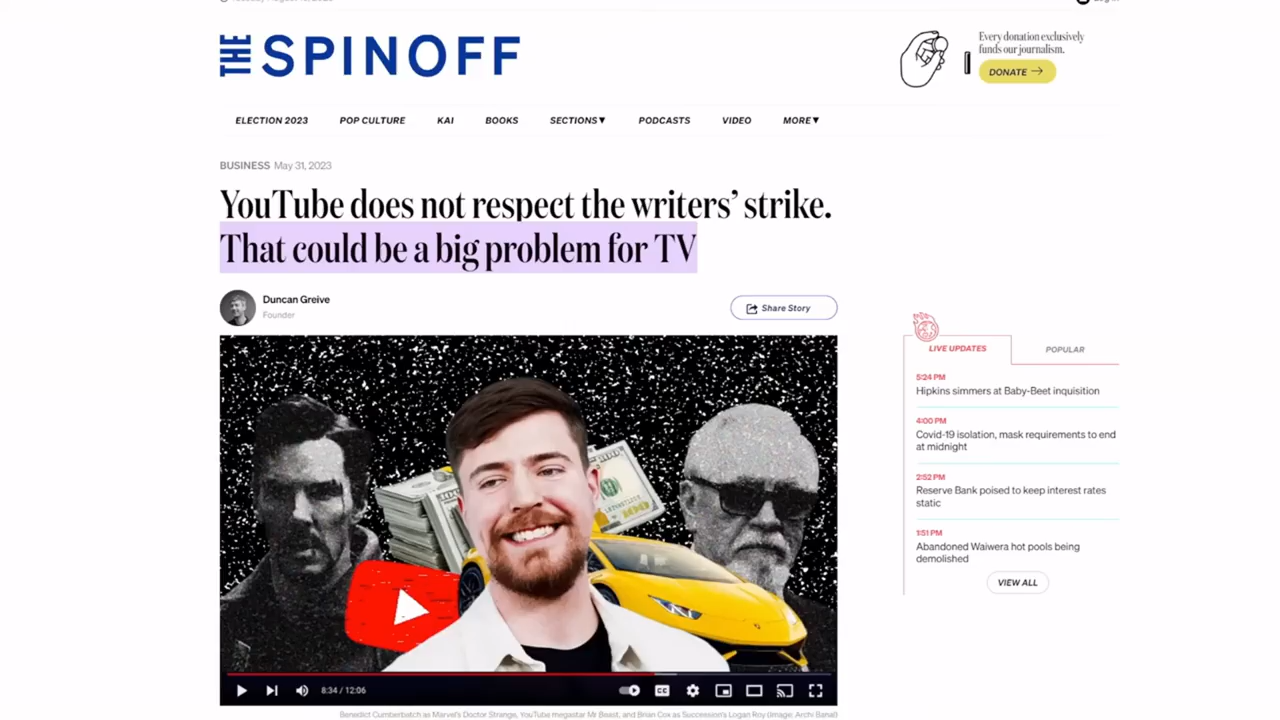 THE SPINOFF
Every donation exclusively
funds our journalism.
DONATE →
ELECTION 2023 POP CULTURE KAI BOOKS SECTIONS▼ PODCASTS VIDEO MORE▼
BUSINESS May 31, 2023
YouTube does not respect the writers’ strike.
That could be a big problem for TV
Duncan Greive
Founder
Share Story
8:34 / 12:06
CC
Benedict Cumberbatch as Marvel's Doctor Strange, YouTube megastar Mr Beast, and Brian Cox as Succession's Logan Roy (Image: Archi Banal)
LIVE UPDATES POPULAR
5:24 PM
Hipkins simmers at Baby-Beet inquisition
4:00 PM
Covid-19 isolation, mask requirements to end
at midnight
2:52 PM
Reserve Bank poised to keep interest rates
static
1:51 PM
Abandoned Waiwera hot pools being
demolished
VIEW ALL